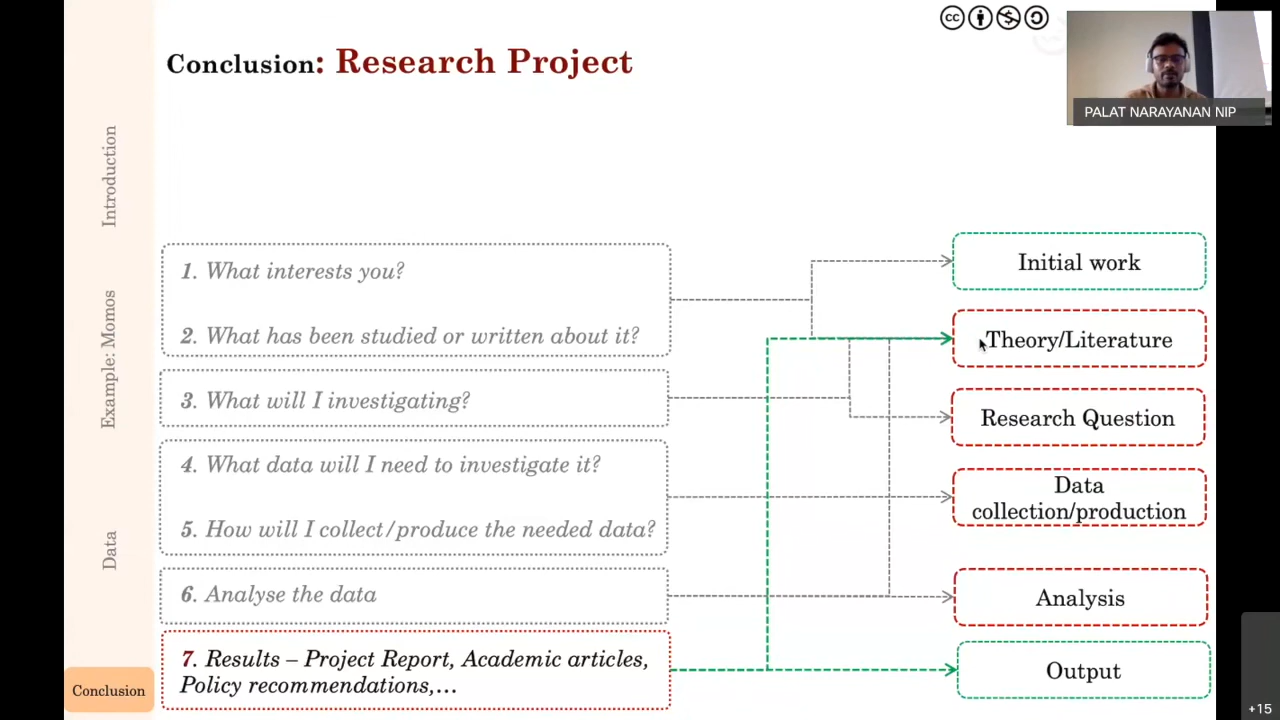 Conclusion: Research Project
cc
PALAT NARAYANAN NIP
Introduction
Example: Momos
Data
Conclusion
1. What interests you?
2. What has been studied or written about it?
3. What will I investigating?
4. What data will I need to investigate it?
5. How will I collect/produce the needed data?
6. Analyse the data
7. Results – Project Report, Academic articles,
Policy recommendations,...
Initial work
Theory/Literature
Research Question
Data
collection/production
Analysis
Output
+15